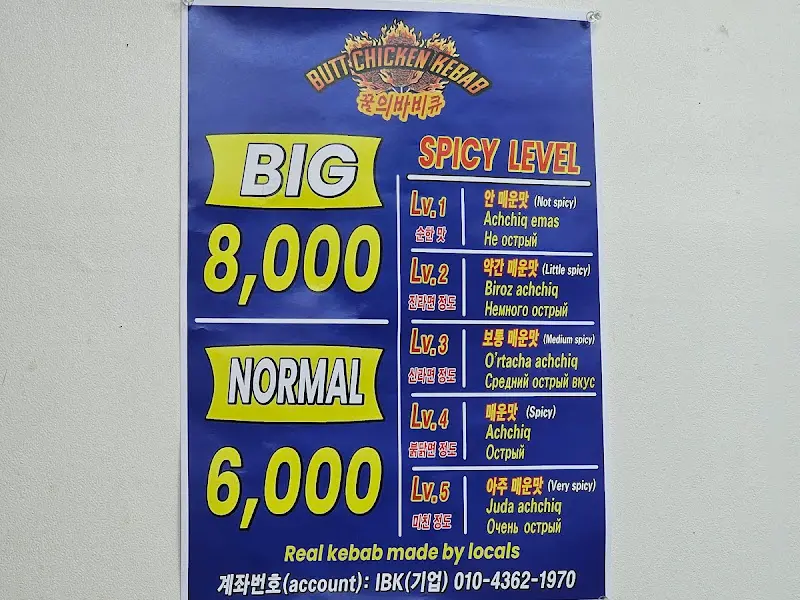 BUTT CHICKEN KEBAB
꿀의바비큐
BIG
8,000
NORMAL
6,000
SPICY LEVEL
Lv.1
순한 맛
안 매운맛 (Not spicy)
Achchiq emas
Не острый
Lv.2
진라면 정도
약간 매운맛 (Little spicy)
Biroz achchiq
Немного острый
Lv.3
신라면 정도
보통 매운맛 (Medium spicy)
O'rtacha achchiq
Средний острый вкус
Lv.4
붉닭면 정도
매운맛 (Spicy)
Achchiq
Острый
Lv.5
마친 정도
아주 매운맛 (Very spicy)
Juda achchiq
Очень острый
Real kebab made by locals
계좌번호(account): IBK(기업) 010-4362-1970